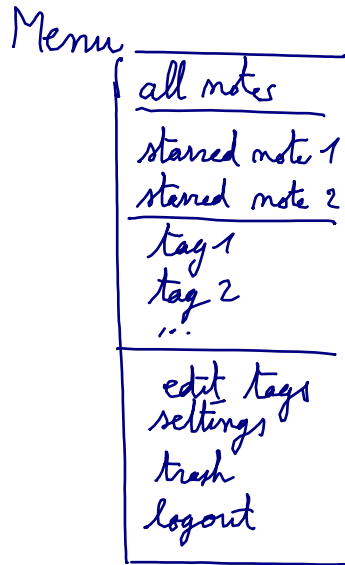 Menu
all notes
starred note 1
starred note 2
tag 1
tag 2
...
edit tags
settings
trash
logout